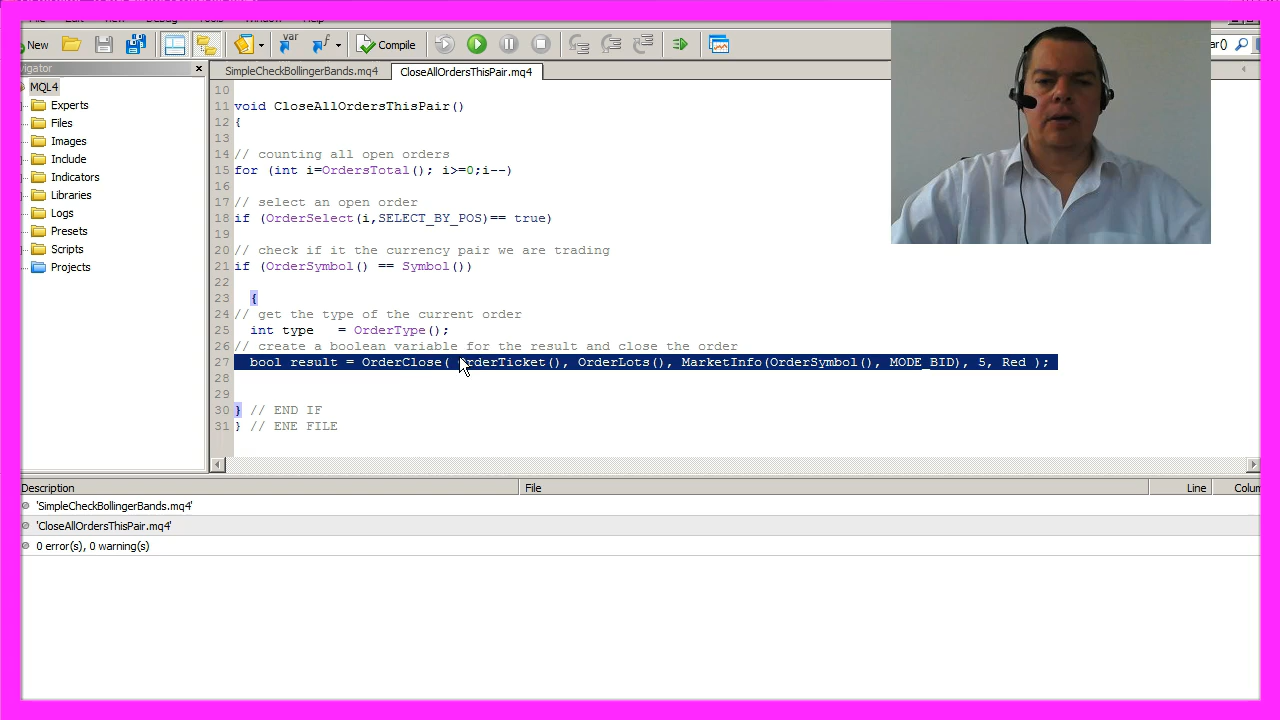 New
Compile
vigator
MQL4
Experts
Files
Images
Include
Indicators
Libraries
Logs
Presets
Scripts
Projects
SimpleCheckBollingerBands.mq4
CloseAllOrdersThisPair.mq4
10
11 void CloseAllOrdersThisPair()
12 {
13
14 // counting all open orders
15 for (int i=OrdersTotal(); i>=0;i--)
16
17 // select an open order
18 if (OrderSelect(i,SELECT_BY_POS)== true)
19
20 // check if it the currency pair we are trading
21 if (OrderSymbol() == Symbol())
22
23 {
24 // get the type of the current order
25 int type = OrderType();
26 // create a boolean variable for the result and close the order
27 bool result = OrderClose( OrderTicket(), OrderLots(), MarketInfo(OrderSymbol(), MODE_BID), 5, Red );
28
29
30 } // END IF
31 } // ENE FILE
Description File Line Colum
'SimpleCheckBollingerBands.mq4'
'CloseAllOrdersThisPair.mq4'
0 error(s), 0 warning(s)